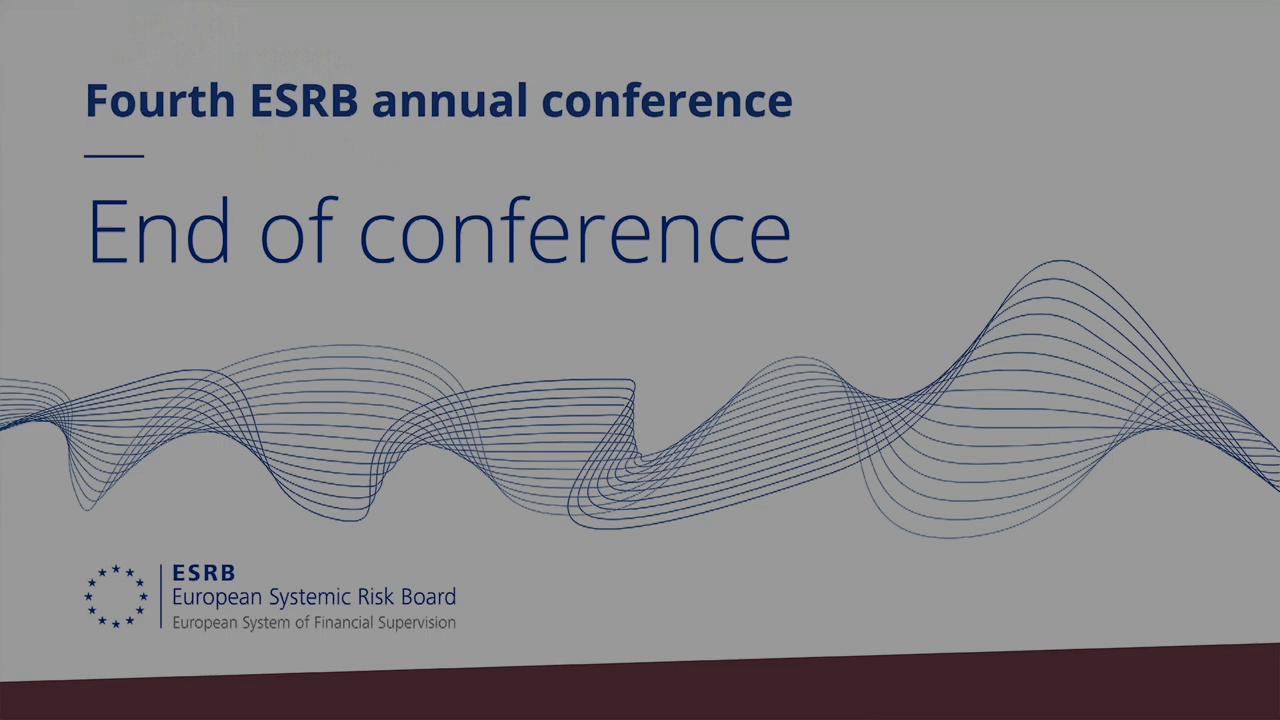 Fourth ESRB annual conference
End of conference
ESRB
European Systemic Risk Board
European System of Financial Supervision